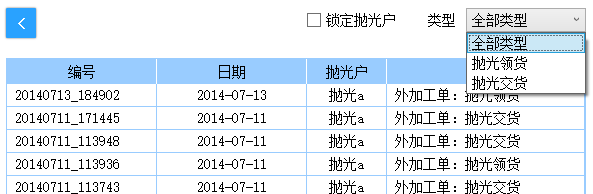 锁定抛光户 类型 全部类型
全部类型
抛光领货
抛光交货
编号 日期 抛光户
20140713_184902 2014-07-13 抛光a 外加工单：抛光领货
20140711_171445 2014-07-11 抛光a 外加工单：抛光交货
20140711_113948 2014-07-11 抛光a 外加工单：抛光交货
20140711_113936 2014-07-11 抛光a 外加工单：抛光领货
20140711_113743 2014-07-11 抛光a 外加工单：抛光交货